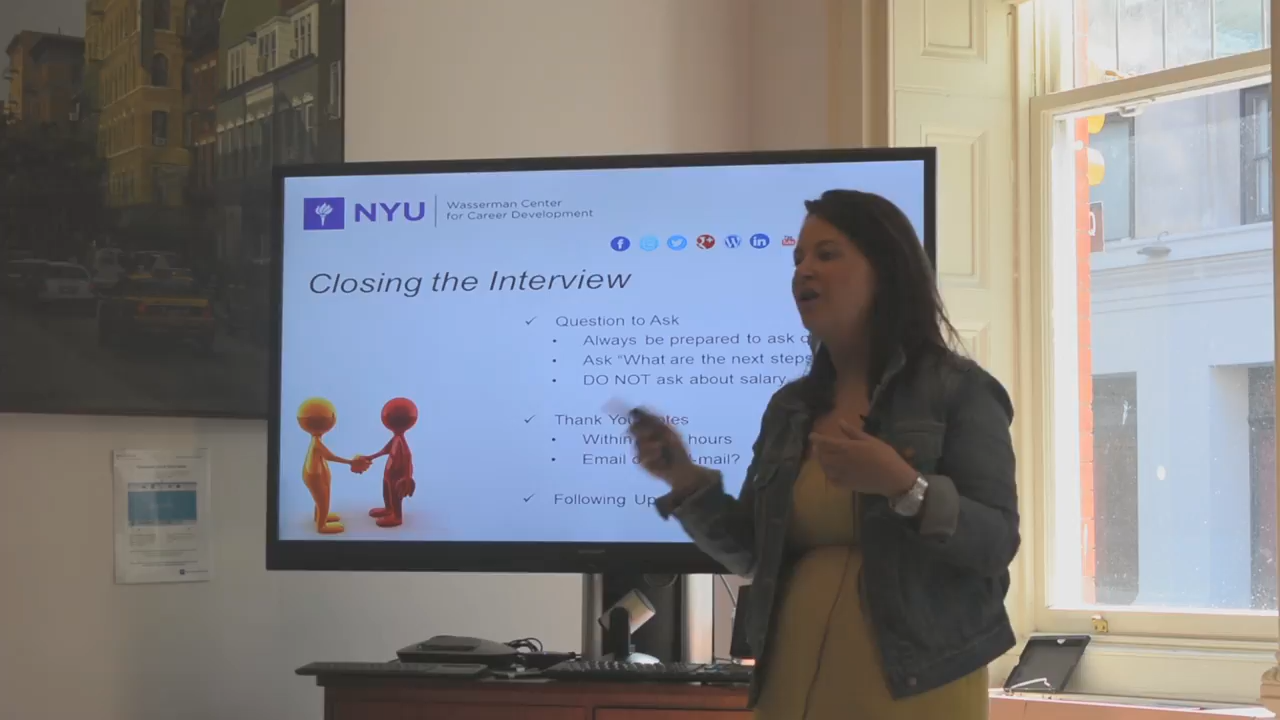 NYU
Wasserman Center
for Career Development
Closing the Interview
✓ Question to Ask
• Always be prepared to ask
• Ask "What are the next steps
• DO NOT ask about salary
✓ Thank You
• Within hours
• Email mail?
✓ Following Up